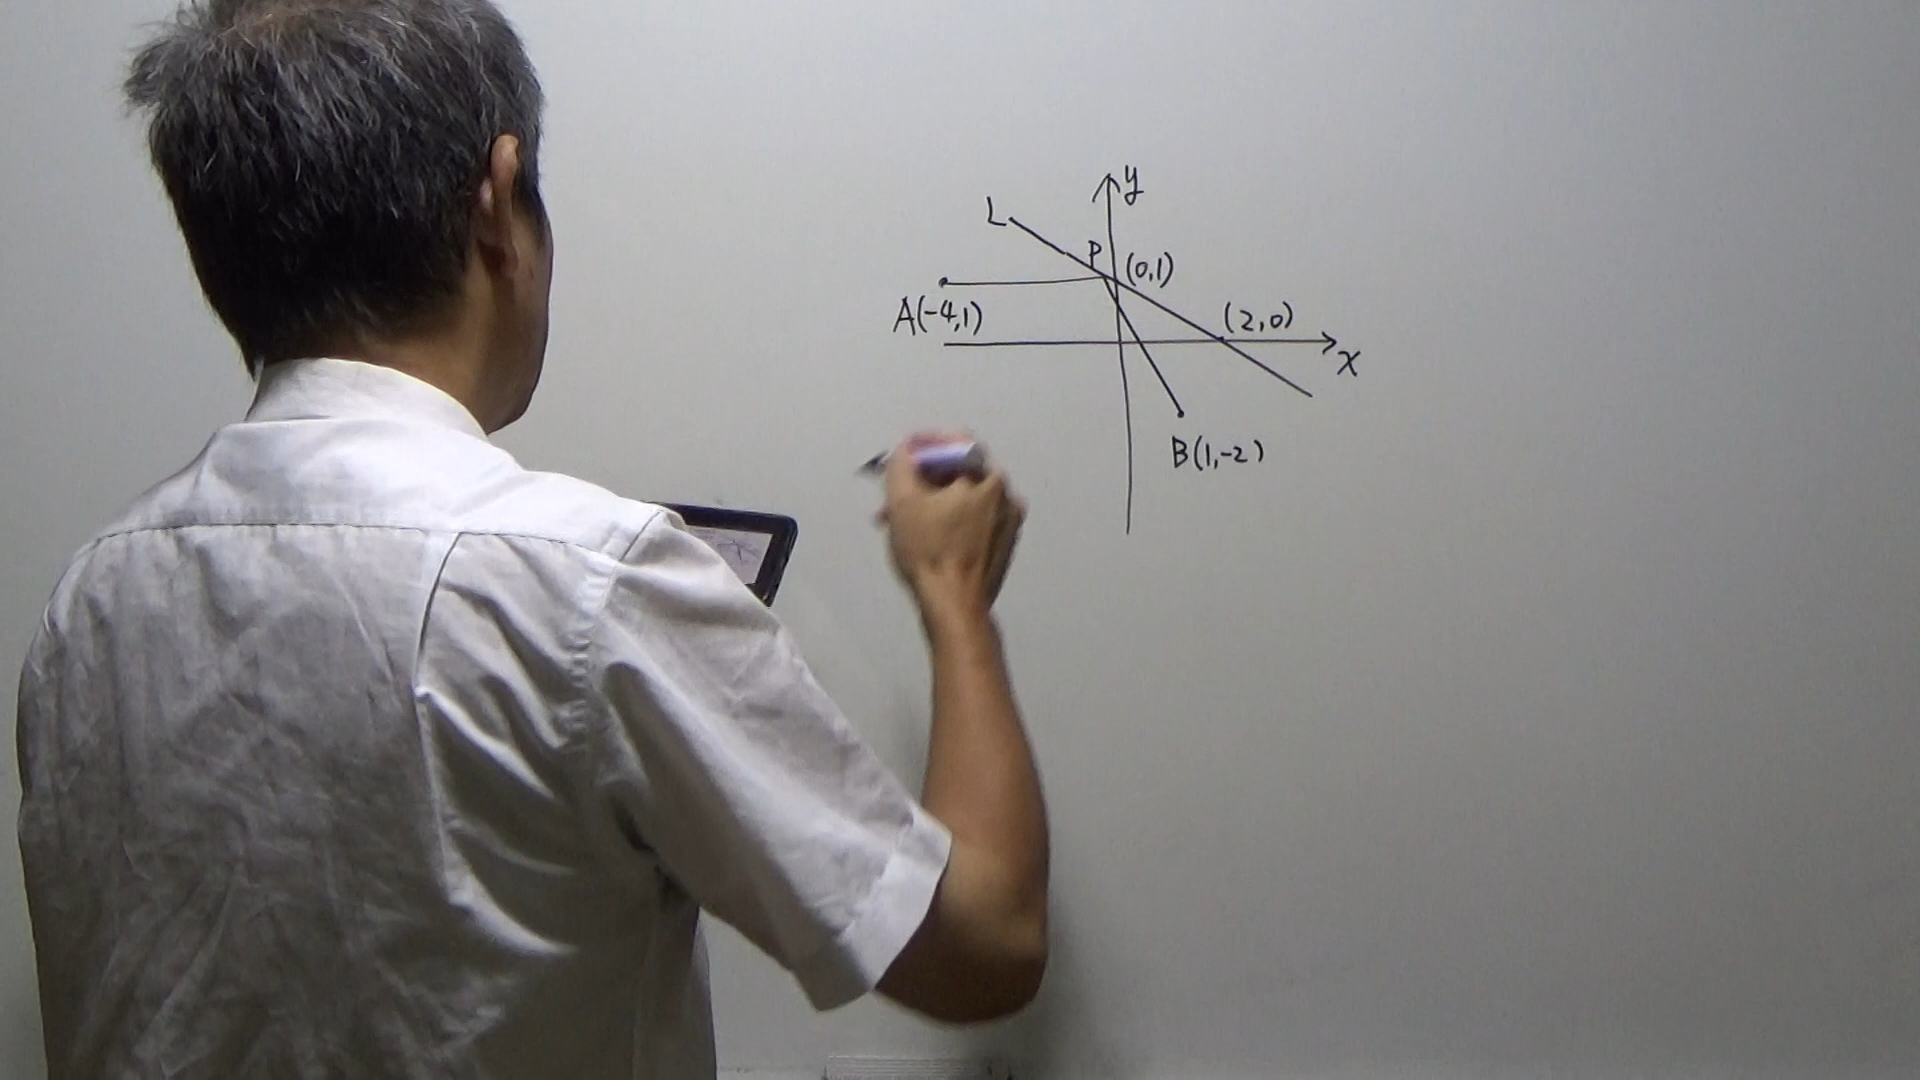 y
L
P
(0,1)
A(-4,1)
(2,0)
x
B(1,-2)